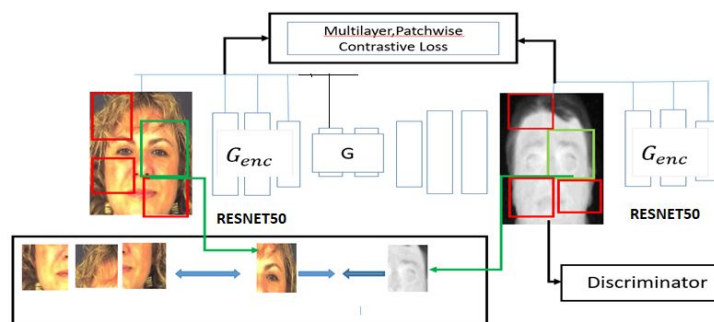 Multilayer,Patchwise
Contrastive Loss
G_enc
G
G_enc
RESNET50
RESNET50
Discriminator